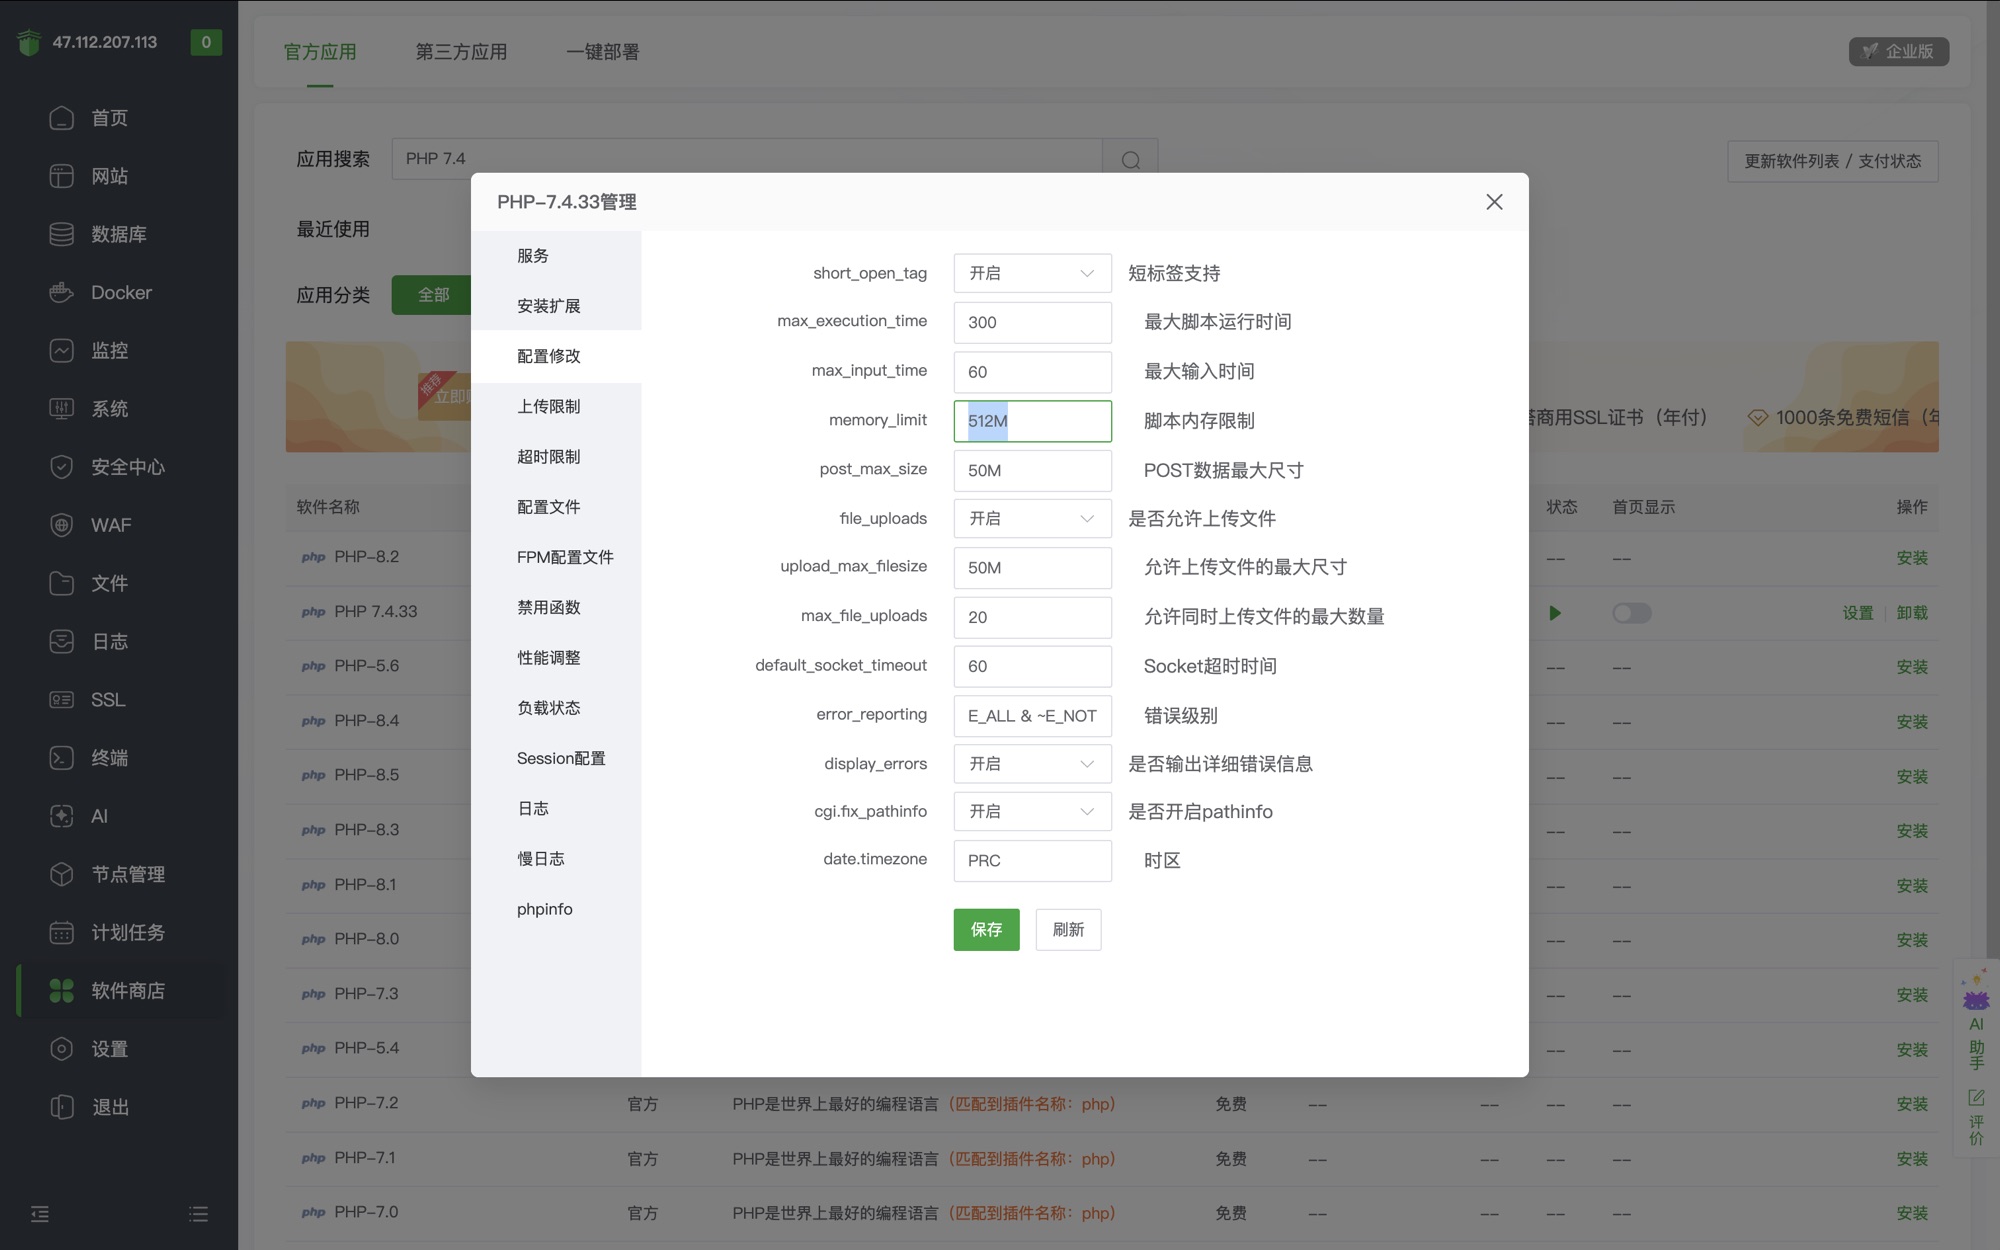 47.112.207.113
0
首页
网站
数据库
Docker
监控
系统
安全中心
WAF
文件
日志
SSL
终端
AI
节点管理
计划任务
软件商店
设置
退出
官方应用 第三方应用 一键部署
企业版
应用搜索 PHP 7.4
更新软件列表 / 支付状态
最近使用
应用分类 全部
推荐
商用SSL证书（年付） 1000条免费短信
软件名称 状态 首页显示 操作
php PHP-8.2 -- -- 安装
php PHP 7.4.33 设置 卸载
php PHP-5.6 -- -- 安装
php PHP-8.4 -- -- 安装
php PHP-8.5 -- -- 安装
php PHP-8.3 -- -- 安装
php PHP-8.1 -- -- 安装
php PHP-8.0 -- -- 安装
php PHP-7.3 -- -- 安装
php PHP-5.4 -- -- 安装
php PHP-7.2 官方 PHP是世界上最好的编程语言（匹配到插件名称：php） 免费 -- -- -- -- 安装
php PHP-7.1 官方 PHP是世界上最好的编程语言（匹配到插件名称：php） 免费 -- -- -- -- 安装
php PHP-7.0 官方 PHP是世界上最好的编程语言（匹配到插件名称：php） 免费 -- -- -- -- 安装
PHP-7.4.33管理
服务
安装扩展
配置修改
上传限制
超时限制
配置文件
FPM配置文件
禁用函数
性能调整
负载状态
Session配置
日志
慢日志
phpinfo
short_open_tag 开启 短标签支持
max_execution_time 300 最大脚本运行时间
max_input_time 60 最大输入时间
memory_limit 512M 脚本内存限制
post_max_size 50M POST数据最大尺寸
file_uploads 开启 是否允许上传文件
upload_max_filesize 50M 允许上传文件的最大尺寸
max_file_uploads 20 允许同时上传文件的最大数量
default_socket_timeout 60 Socket超时时间
error_reporting E_ALL & ~E_NOT 错误级别
display_errors 开启 是否输出详细错误信息
cgi.fix_pathinfo 开启 是否开启pathinfo
date.timezone PRC 时区
保存 刷新
AI
助
手
评
价